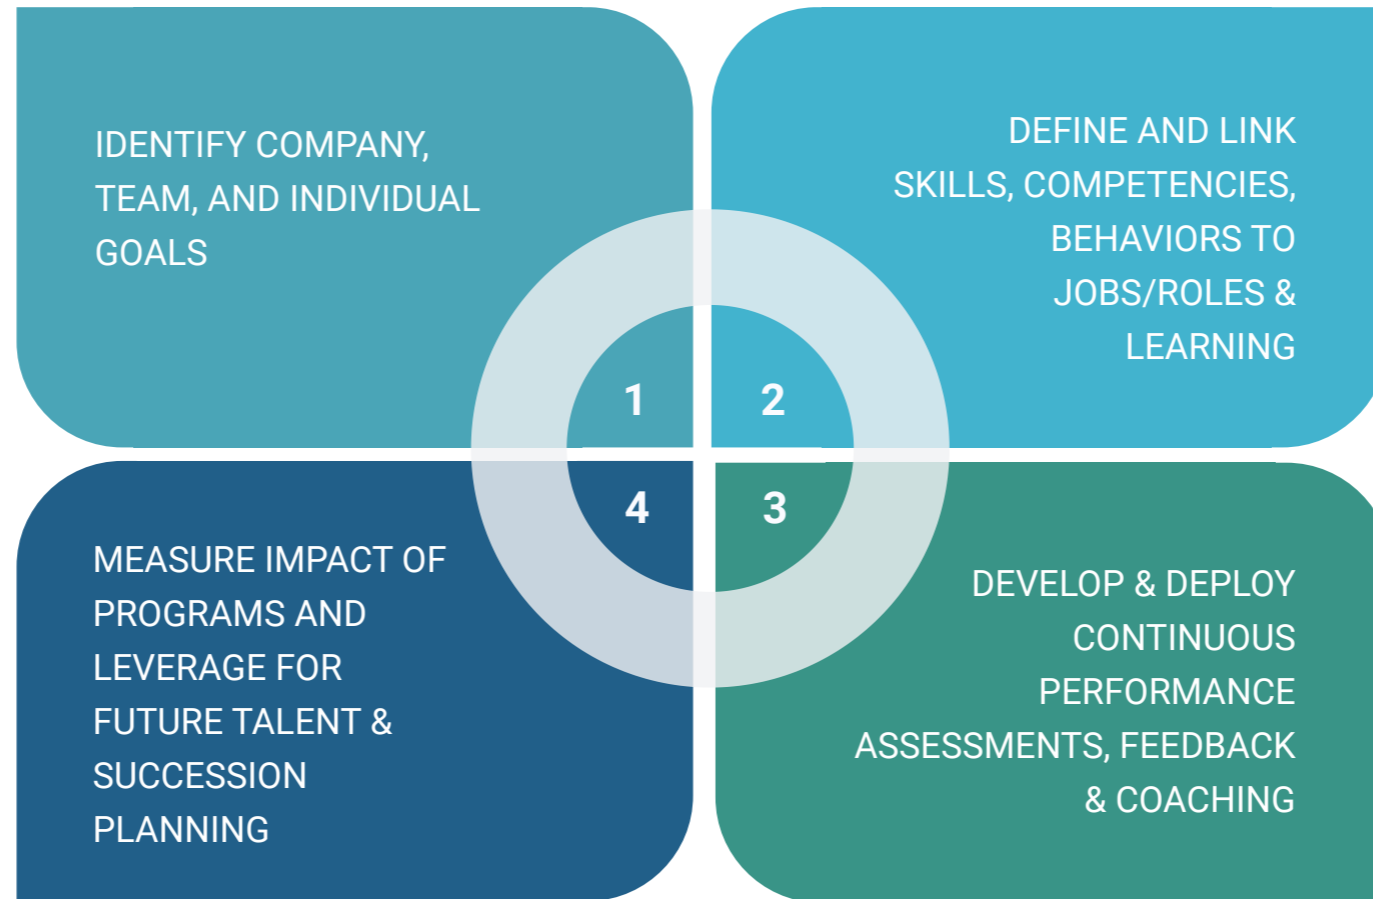 IDENTIFY COMPANY,
TEAM, AND INDIVIDUAL
GOALS
1
DEFINE AND LINK
SKILLS, COMPETENCIES,
BEHAVIORS TO
JOBS/ROLES &
LEARNING
2
3
DEVELOP & DEPLOY
CONTINUOUS
PERFORMANCE
ASSESSMENTS, FEEDBACK
& COACHING
4
MEASURE IMPACT OF
PROGRAMS AND
LEVERAGE FOR
FUTURE TALENT &
SUCCESSION
PLANNING